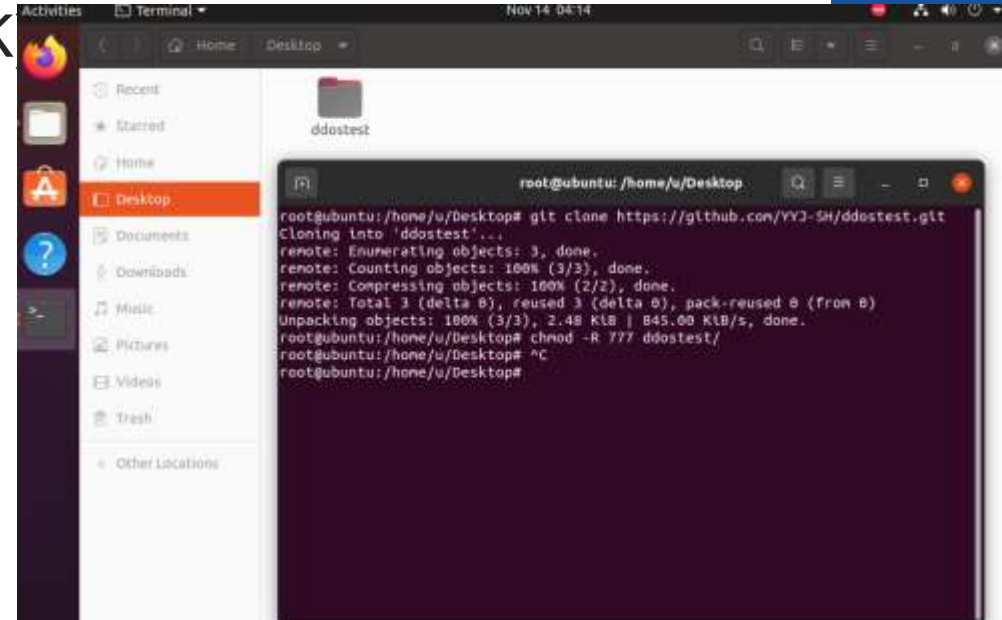 K
Activities
Terminal
Nov 14 04:14
Home
Desktop
Recent
Starred
Home
Desktop
Documents
Downloads
Music
Pictures
Videos
Trash
+ Other Locations
ddostest
root@ubuntu: /home/u/Desktop
root@ubuntu:/home/u/Desktop# git clone https://github.com/YYJ-SH/ddostest.git
Cloning into 'ddostest'...
remote: Enumerating objects: 3, done.
remote: Counting objects: 100% (3/3), done.
remote: Compressing objects: 100% (2/2), done.
remote: Total 3 (delta 0), reused 3 (delta 0), pack-reused 0 (from 0)
Unpacking objects: 100% (3/3), 2.48 KiB | 845.00 KiB/s, done.
root@ubuntu:/home/u/Desktop# chmod -R 777 ddostest/
root@ubuntu:/home/u/Desktop# ^C
root@ubuntu:/home/u/Desktop#